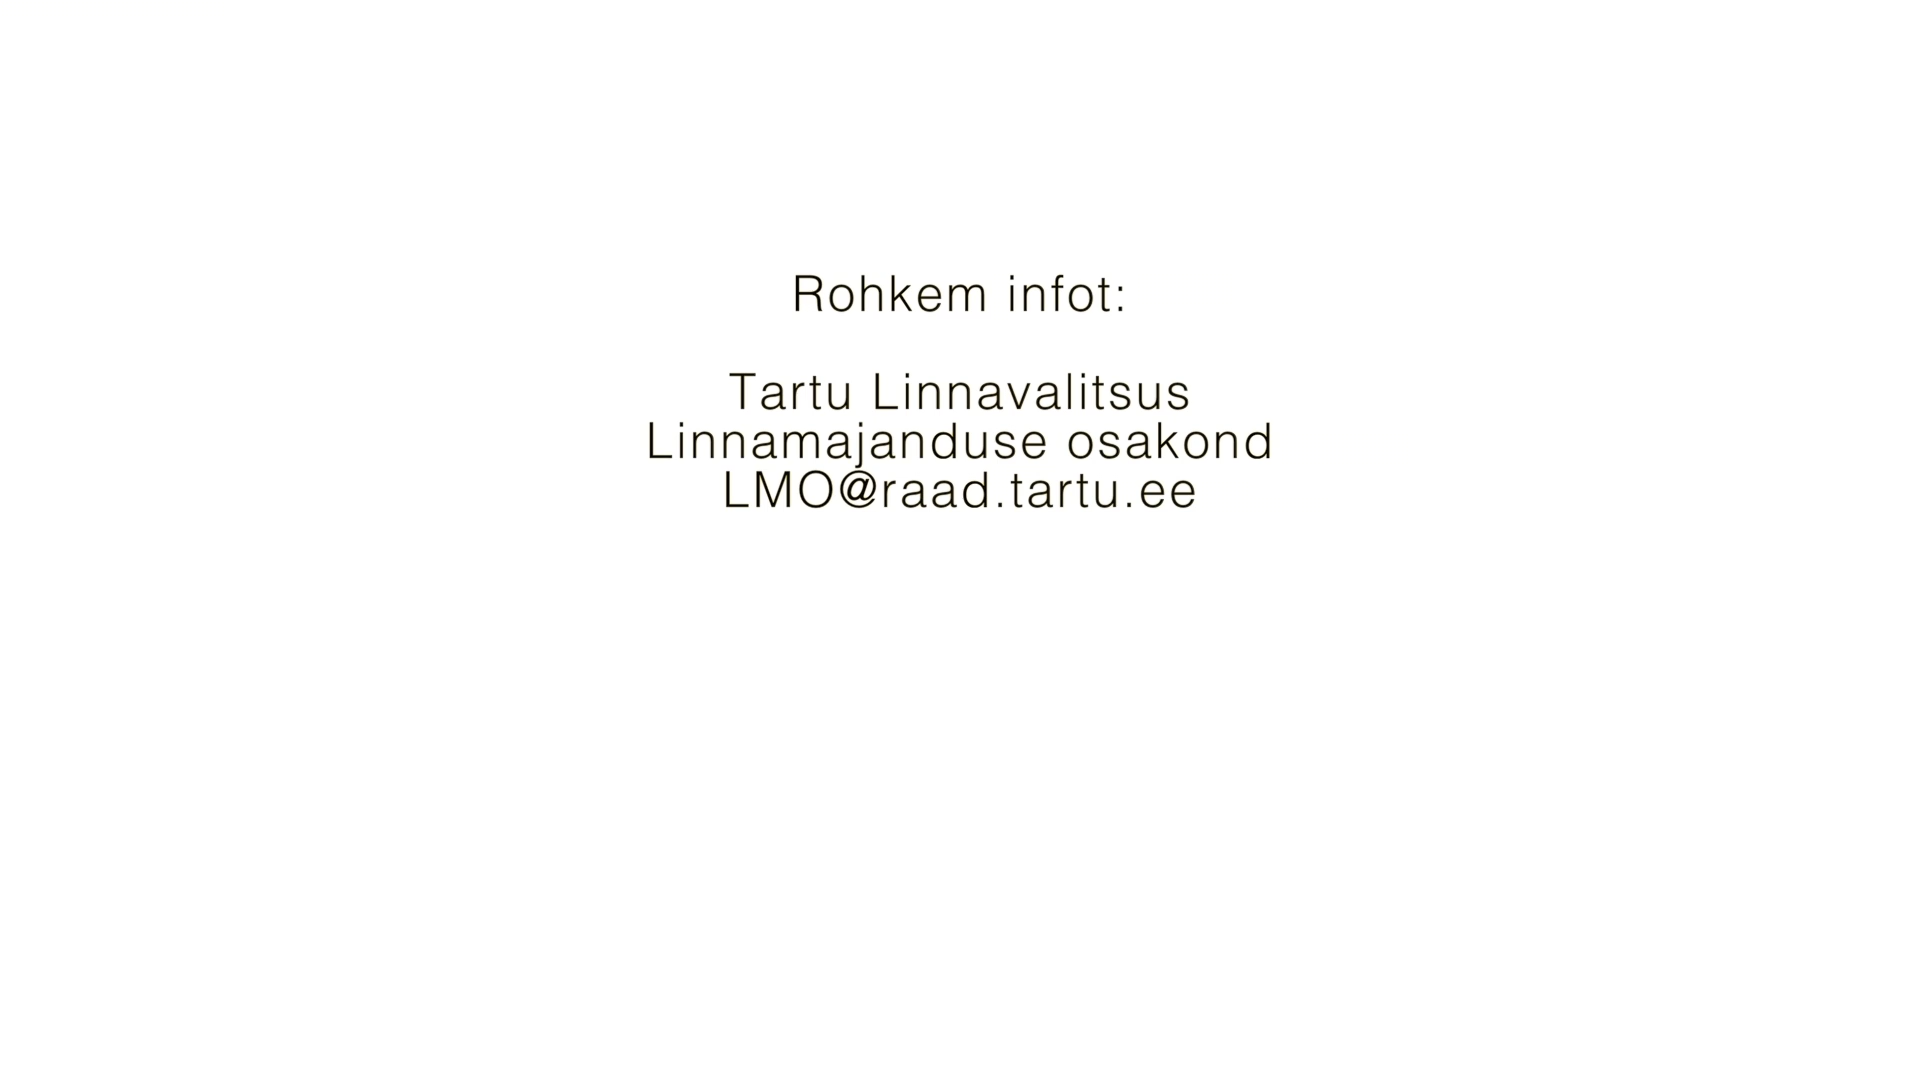 Rohkem infot:
Tartu Linnavalitsus
Linnamajanduse osakond
LMO@raad.tartu.ee